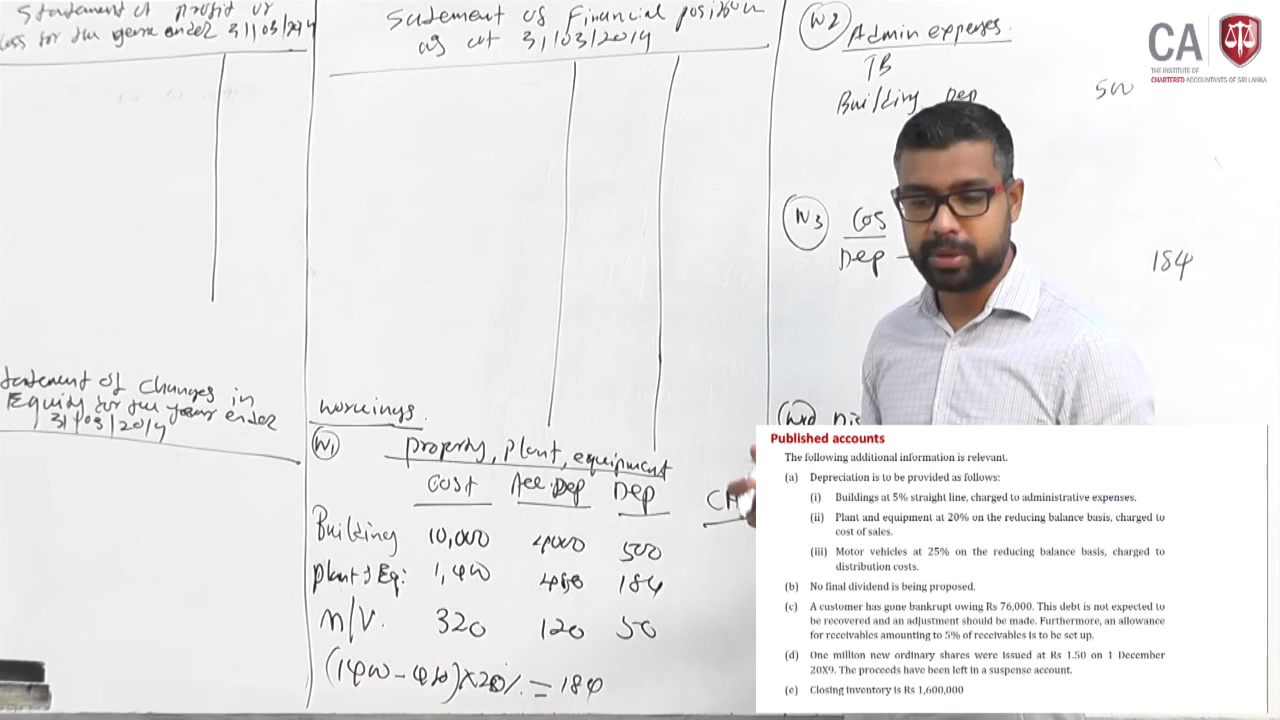 Statement of profit or
loss for the year ended 31/03/2019
Statement of Financial position
as at 31/03/2019
W2 Admin expenses.
TB
Building Dep 500
W3 COS
Dep 184
CA
THE INSTITUTE OF
CHARTERED ACCOUNTANTS OF SRI LANKA
Statement of changes in
Equity for the year ended
31/03/2019
Workings.
W1 property, plant, equipment
Cost Acc. Dep Dep
Building 10,000 4000 500
Plant & Eq: 1,400 480 184
M/V. 320 120 50
(1400 - 480) x 20% = 184
Published accounts
The following additional information is relevant.
(a) Depreciation is to be provided as follows:
(i) Buildings at 5% straight line, charged to administrative expenses.
(ii) Plant and equipment at 20% on the reducing balance basis, charged to
cost of sales.
(iii) Motor vehicles at 25% on the reducing balance basis, charged to
distribution costs.
(b) No final dividend is being proposed.
(c) A customer has gone bankrupt owing Rs 76,000. This debt is not expected to
be recovered and an adjustment should be made. Furthermore, an allowance
for receivables amounting to 5% of receivables is to be set up.
(d) One million new ordinary shares were issued at Rs 1.50 on 1 December
20X9. The proceeds have been left in a suspense account.
(e) Closing inventory is Rs 1,600,000